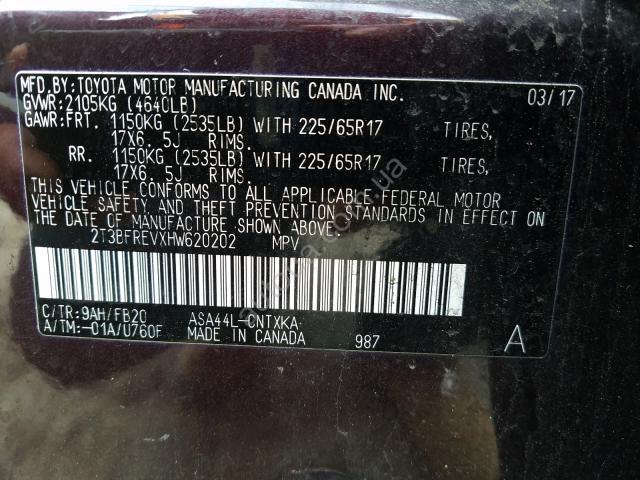 MFD.BY:TOYOTA MOTOR MANUFACTURING CANADA INC. 03/17
GVWR:2105KG (4640LB)
GAWR:FRT. 1150KG (2535LB) WITH 225/65R17 TIRES,
17X6. 5J RIMS.
RR. 1150KG (2535LB) WITH 225/65R17 TIRES,
17X6. 5J RIMS.
THIS VEHICLE CONFORMS TO ALL APPLICABLE FEDERAL MOTOR
VEHICLE SAFETY AND THEFT PREVENTION STANDARDS IN EFFECT ON
THE DATE OF MANUFACTURE SHOWN ABOVE.
2T3BFREVXHW620202 MPV
C/TR:9AH/FB20 ASA44L-CNTXKA
A/TM:-01A/U760F MADE IN CANADA 987 A